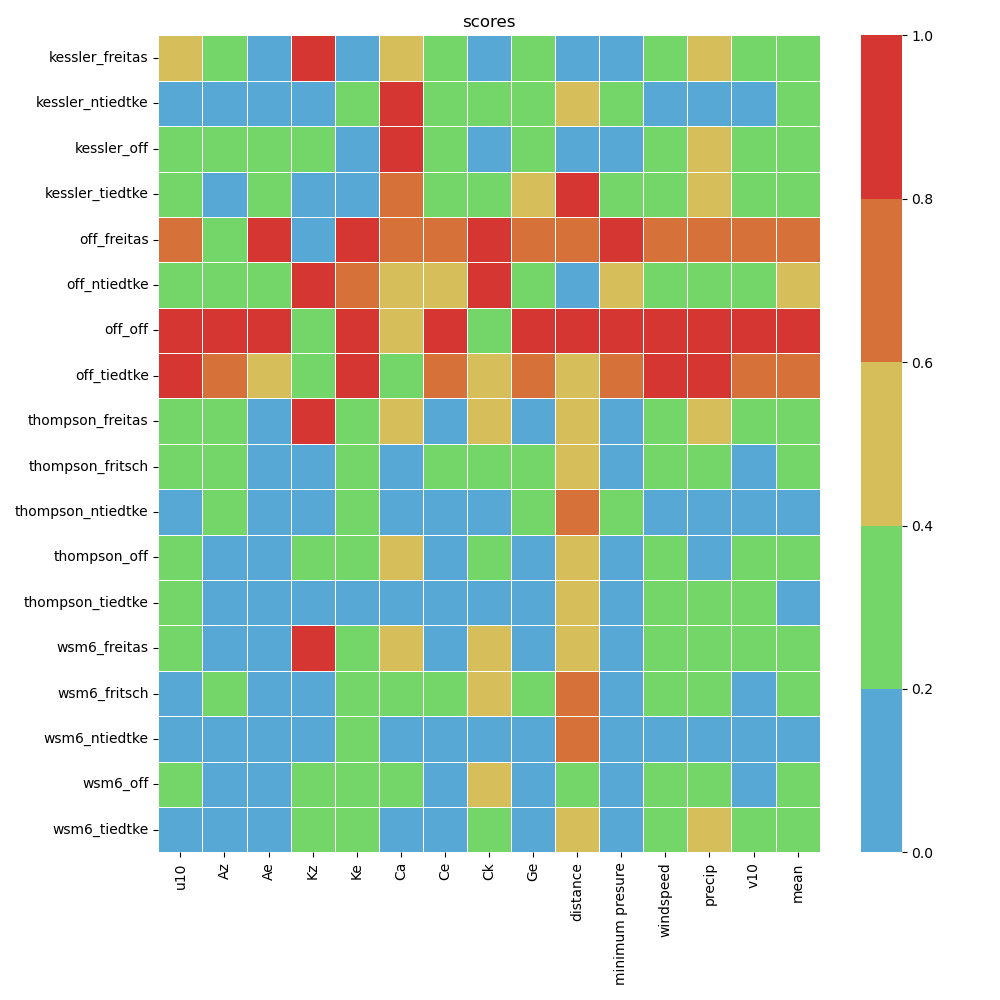 scores
kessler_freitas
kessler_ntiedtke
kessler_off
kessler_tiedtke
off_freitas
off_ntiedtke
off_off
off_tiedtke
thompson_freitas
thompson_fritsch
thompson_ntiedtke
thompson_off
thompson_tiedtke
wsm6_freitas
wsm6_fritsch
wsm6_ntiedtke
wsm6_off
wsm6_tiedtke
u10
Az
Ae
Kz
Ke
Ca
Ce
Ck
Ge
distance
minimum presure
windspeed
precip
v10
mean
1.0
0.8
0.6
0.4
0.2
0.0